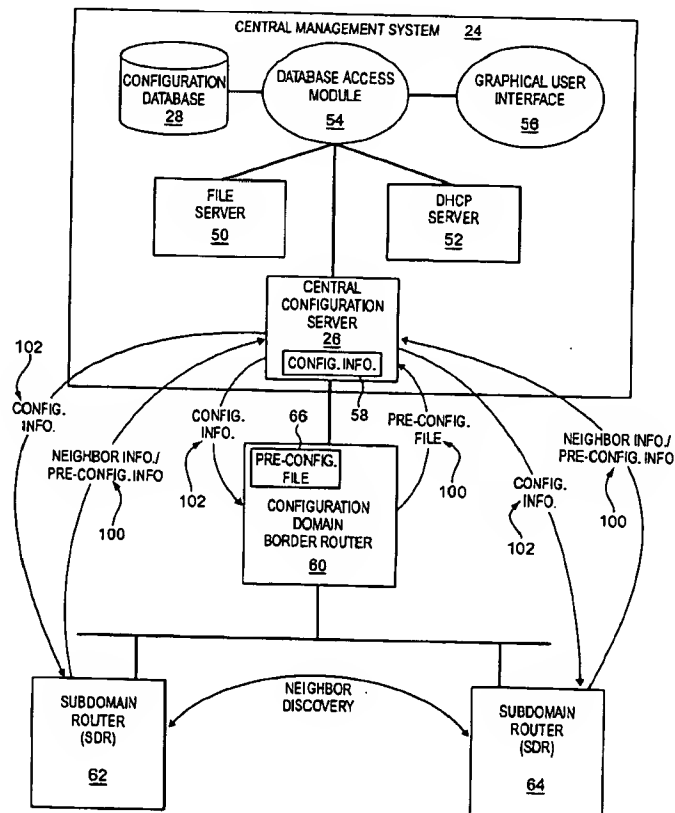 CENTRAL MANAGEMENT SYSTEM 24
CONFIGURATION
DATABASE
28
DATABASE ACCESS
MODULE
54
GRAPHICAL USER
INTERFACE
56
FILE
SERVER
50
DHCP
SERVER
52
CENTRAL
CONFIGURATION
SERVER
26
CONFIG. INFO.
58
102
CONFIG.
INFO.
NEIGHBOR INFO./
PRE-CONFIG. INFO
100
CONFIG.
INFO.
102
66
PRE-CONFIG.
FILE
CONFIGURATION
DOMAIN
BORDER ROUTER
60
PRE-CONFIG.
FILE
100
CONFIG.
INFO.
102
NEIGHBOR INFO./
PRE-CONFIG. INFO
100
SUBDOMAIN
ROUTER
(SDR)
62
NEIGHBOR
DISCOVERY
SUBDOMAIN
ROUTER
(SDR)
64